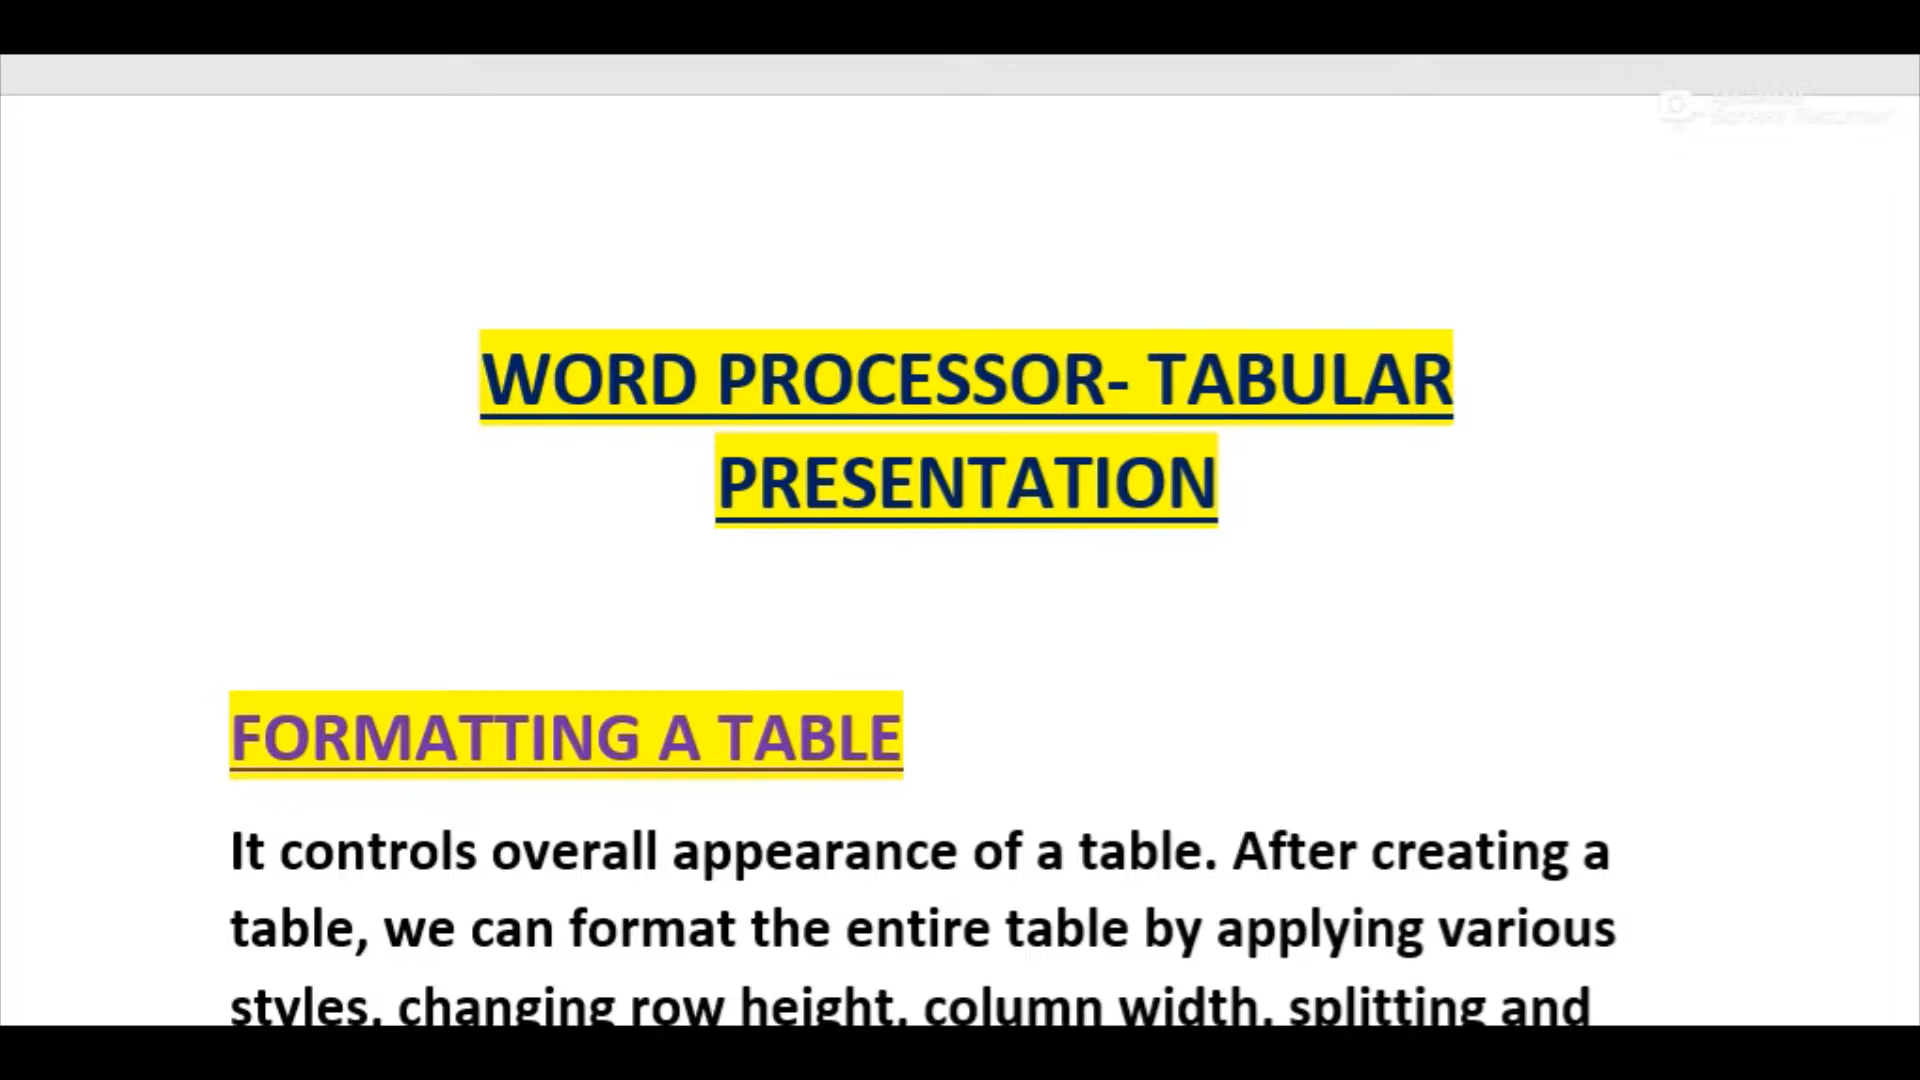 WORD PROCESSOR- TABULAR
PRESENTATION
FORMATTING A TABLE
It controls overall appearance of a table. After creating a
table, we can format the entire table by applying various
styles, changing row height, column width, splitting and